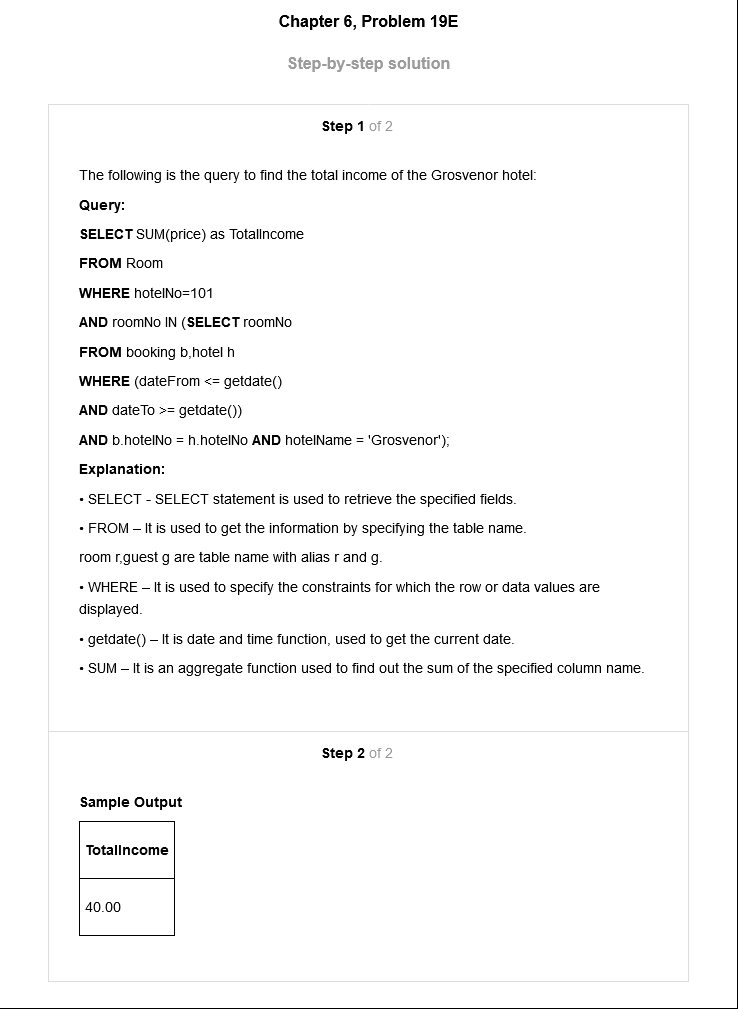 Chapter 6, Problem 19E
Step-by-step solution
Step 1 of 2
The following is the query to find the total income of the Grosvenor hotel:
Query:
SELECT SUM(price) as TotalIncome
FROM Room
WHERE hotelNo=101
AND roomNo IN (SELECT roomNo
FROM booking b,hotel h
WHERE (dateFrom <= getdate()
AND dateTo >= getdate())
AND b.hotelNo = h.hotelNo AND hotelName = 'Grosvenor');
Explanation:
• SELECT - SELECT statement is used to retrieve the specified fields.
• FROM – It is used to get the information by specifying the table name.
room r,guest g are table name with alias r and g.
• WHERE – It is used to specify the constraints for which the row or data values are
displayed.
• getdate() – It is date and time function, used to get the current date.
• SUM – It is an aggregate function used to find out the sum of the specified column name.
Step 2 of 2
Sample Output
TotalIncome
40.00